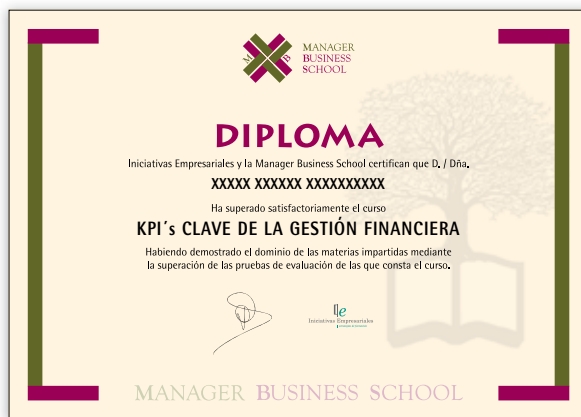 M B
MANAGER
BUSINESS
SCHOOL
DIPLOMA
Iniciativas Empresariales y la Manager Business School certifican que D. / Dña.
XXXXX XXXXXX XXXXXXXXXX
Ha superado satisfactoriamente el curso
KPI´s CLAVE DE LA GESTIÓN FINANCIERA
Habiendo demostrado el dominio de las materias impartidas mediante
la superación de las pruebas de evaluación de las que consta el curso.
Iniciativas Empresariales
MANAGER BUSINESS SCHOOL